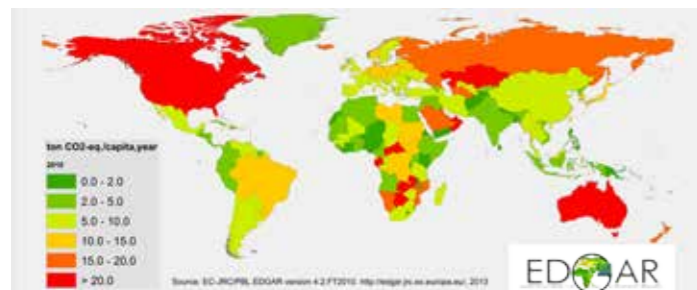 ton CO2-eq./capita,year
2010
0.0 - 2.0
2.0 - 5.0
5.0 - 10.0
10.0 - 15.0
15.0 - 20.0
> 20.0
Source: EC-JRC/PBL EDGAR version 4.2 FT2010 http://edgar.jrc.ec.europa.eu/, 2013
EDGAR